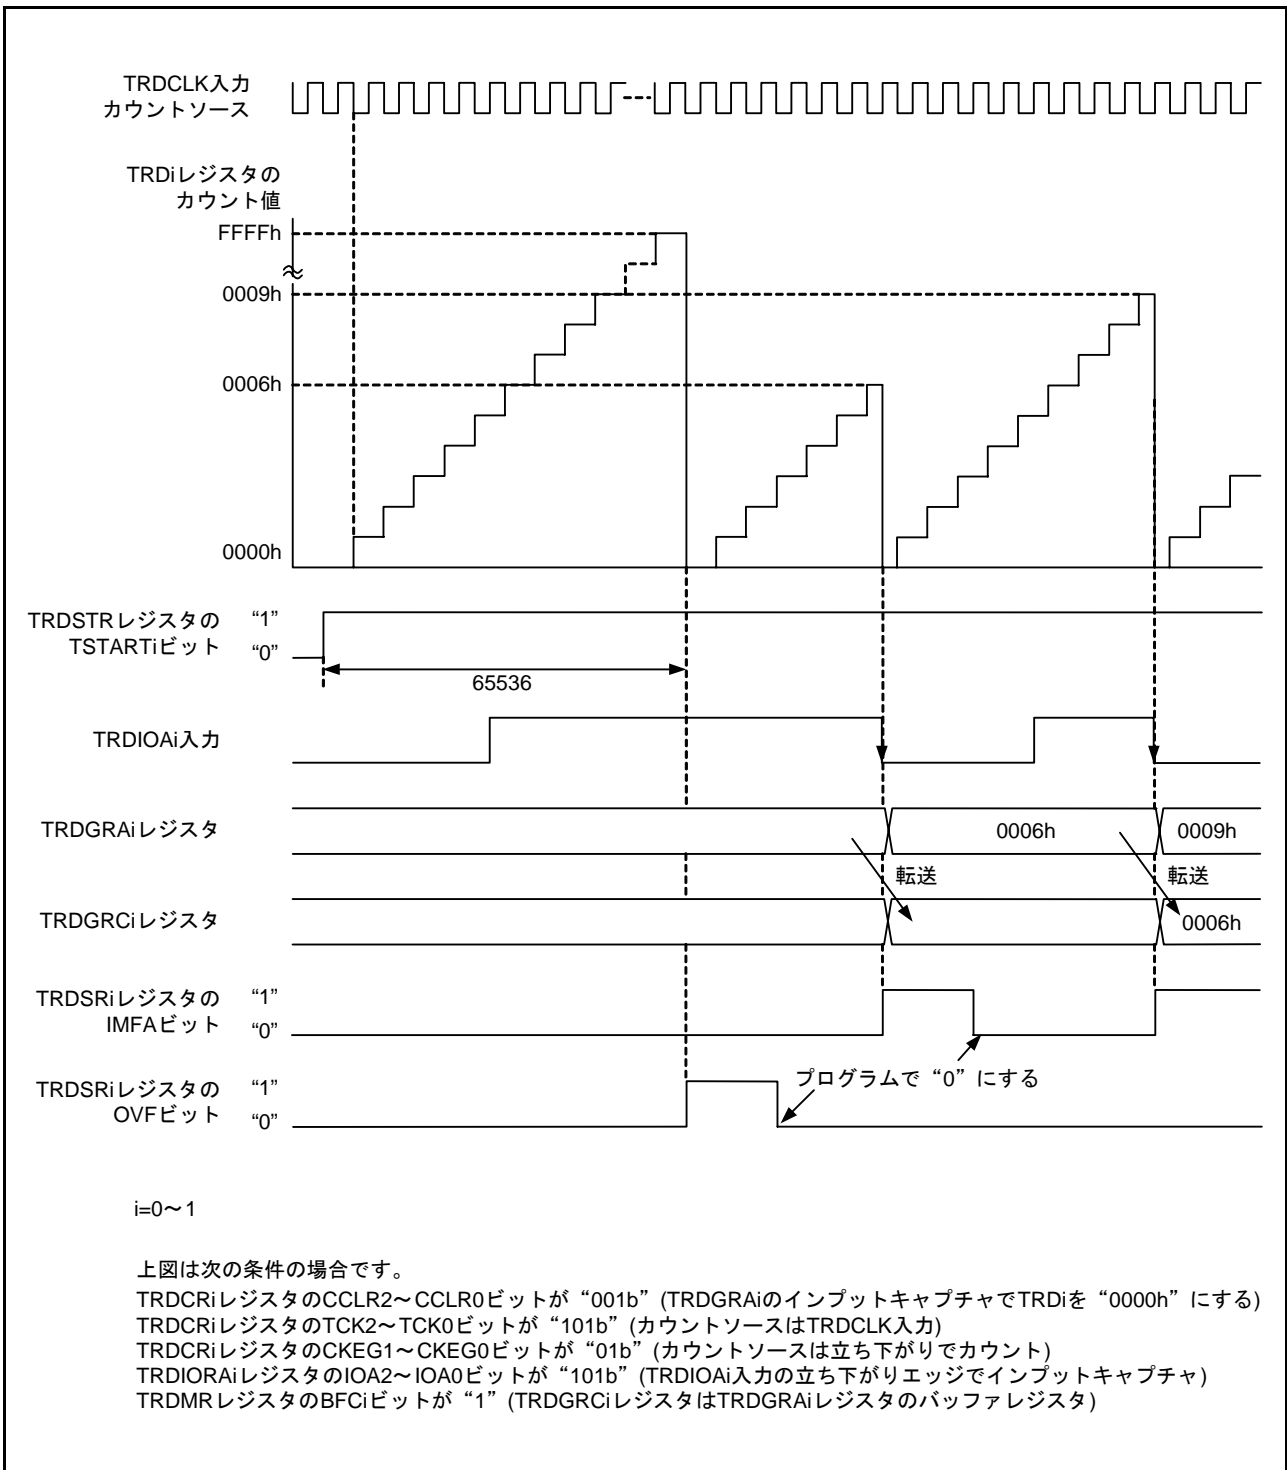 TRDCLK入力
カウントソース
TRDiレジスタの
カウント値
FFFFh
0009h
0006h
0000h
TRDSTRレジスタの
TSTARTiビット
“1”
“0”
65536
TRDIOAi入力
TRDGRAiレジスタ
0006h
0009h
転送
転送
TRDGRCiレジスタ
0006h
TRDSRiレジスタの
IMFAビット
“1”
“0”
プログラムで“0”にする
TRDSRiレジスタの
OVFビット
“1”
“0”
i=0～1
上図は次の条件の場合です。
TRDCRiレジスタのCCLR2～CCLR0ビットが“001b”(TRDGRAiのインプットキャプチャでTRDiを“0000h”にする)
TRDCRiレジスタのTCK2～TCK0ビットが“101b”(カウントソースはTRDCLK入力)
TRDCRiレジスタのCKEG1～CKEG0ビットが“01b”(カウントソースは立ち下がりでカウント)
TRDIORAiレジスタのIOA2～IOA0ビットが“101b”(TRDIOAi入力の立ち下がりエッジでインプットキャプチャ)
TRDMRレジスタのBFCiビットが“1”(TRDGRCiレジスタはTRDGRAiレジスタのバッファレジスタ)